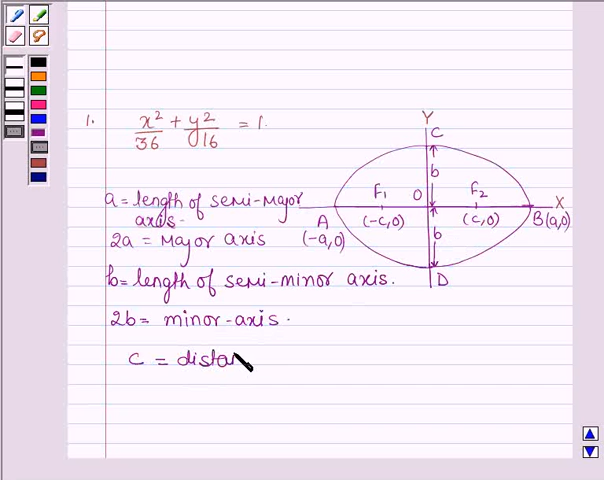 1. x²/36 + y²/16 = 1.
a = length of semi-major
axis.
2a = Major axis
b = length of semi-minor axis.
2b = minor-axis.
c = distan
Y
C
b
F₁ O F₂ X
A (-c,0) (c,0) B(a,0)
(-a,0) b
D